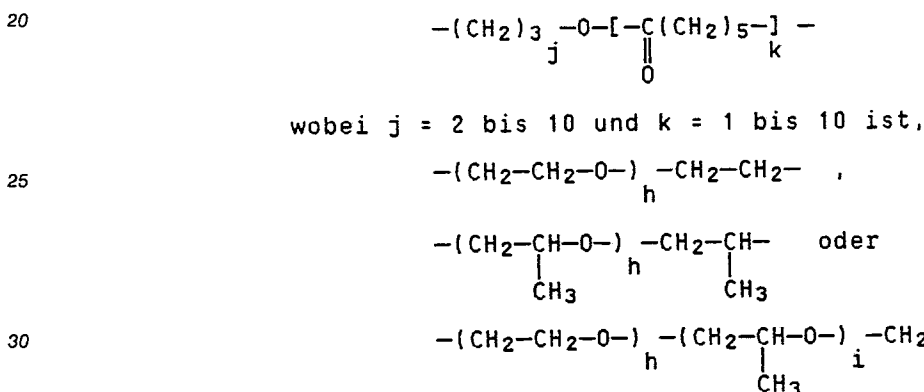 20 —(CH2)3 j —O—[—C(CH2)5—] k —
‖
O
wobei j = 2 bis 10 und k = 1 bis 10 ist,
25 —(CH2—CH2—O—) h —CH2—CH2— ,
—(CH2—CH—O—) h —CH2—CH— oder
CH3 CH3
30 —(CH2—CH2—O—) h —(CH2—CH—O—) i —CH2
CH3